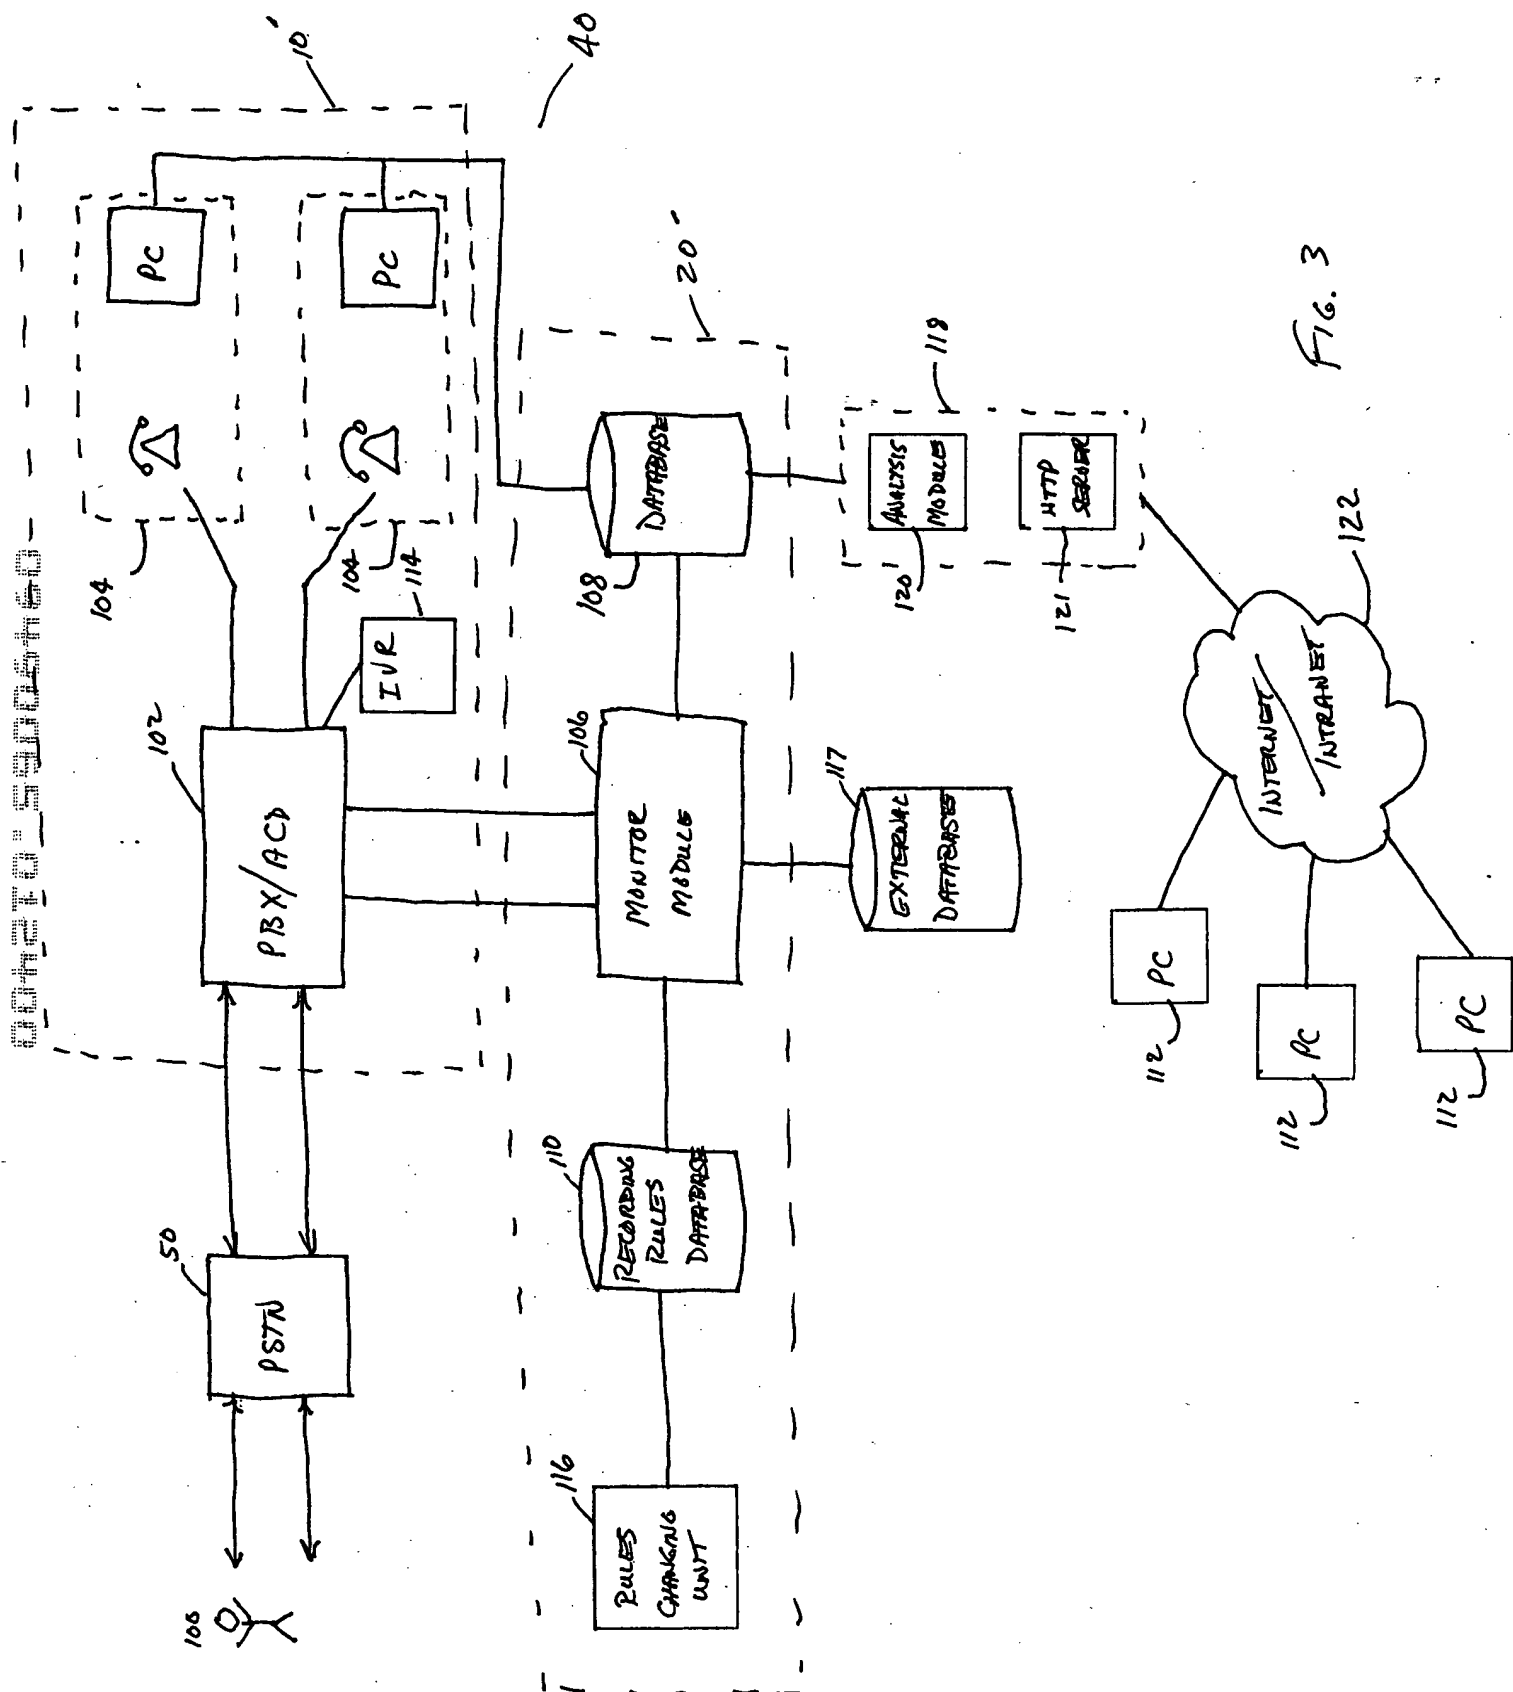 10'
40
PC
PC
104
104
114
IVR
102
PBX/ACD
50
PSTN
100
20'
DATABASE
108
106
MONITOR
MODULE
110
RECORDING
RULES
DATABASE
116
RULES
CHANGING
UNIT
118
ANALYSIS
MODULE
120
HTTP
SERVER
121
117
EXTERNAL
DATABASE
122
INTERNET
INTRANET
PC
112
PC
112
PC
112
FIG. 3